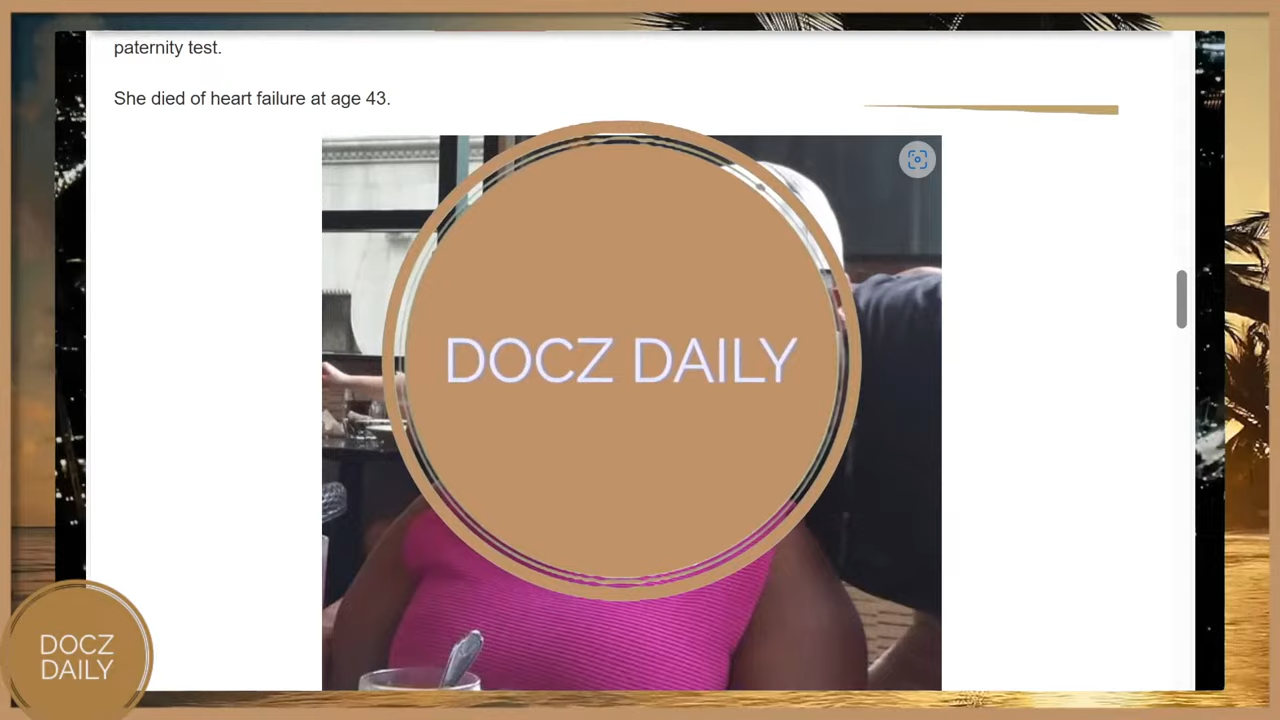 paternity test.
She died of heart failure at age 43.
DOCZ DAILY
DOCZ
DAILY